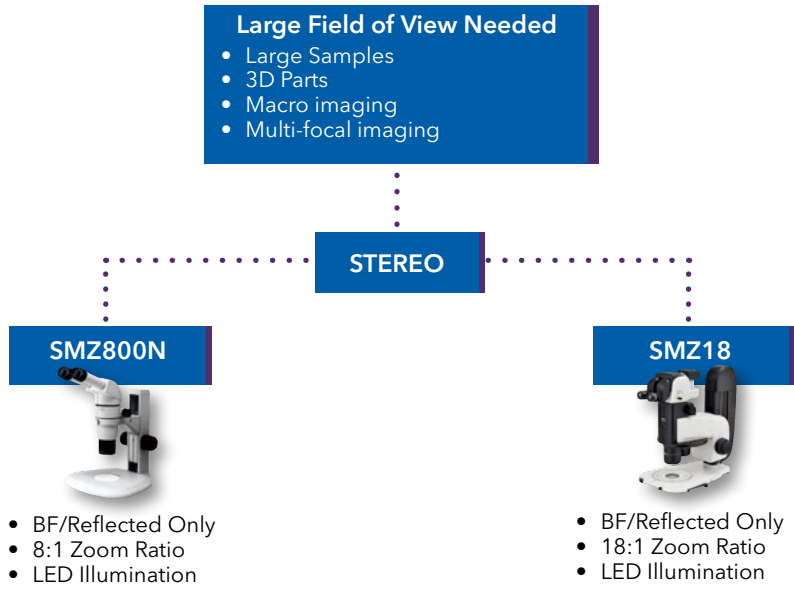 Large Field of View Needed
• Large Samples
• 3D Parts
• Macro imaging
• Multi-focal imaging
STEREO
SMZ800N
• BF/Reflected Only
• 8:1 Zoom Ratio
• LED Illumination
SMZ18
• BF/Reflected Only
• 18:1 Zoom Ratio
• LED Illumination